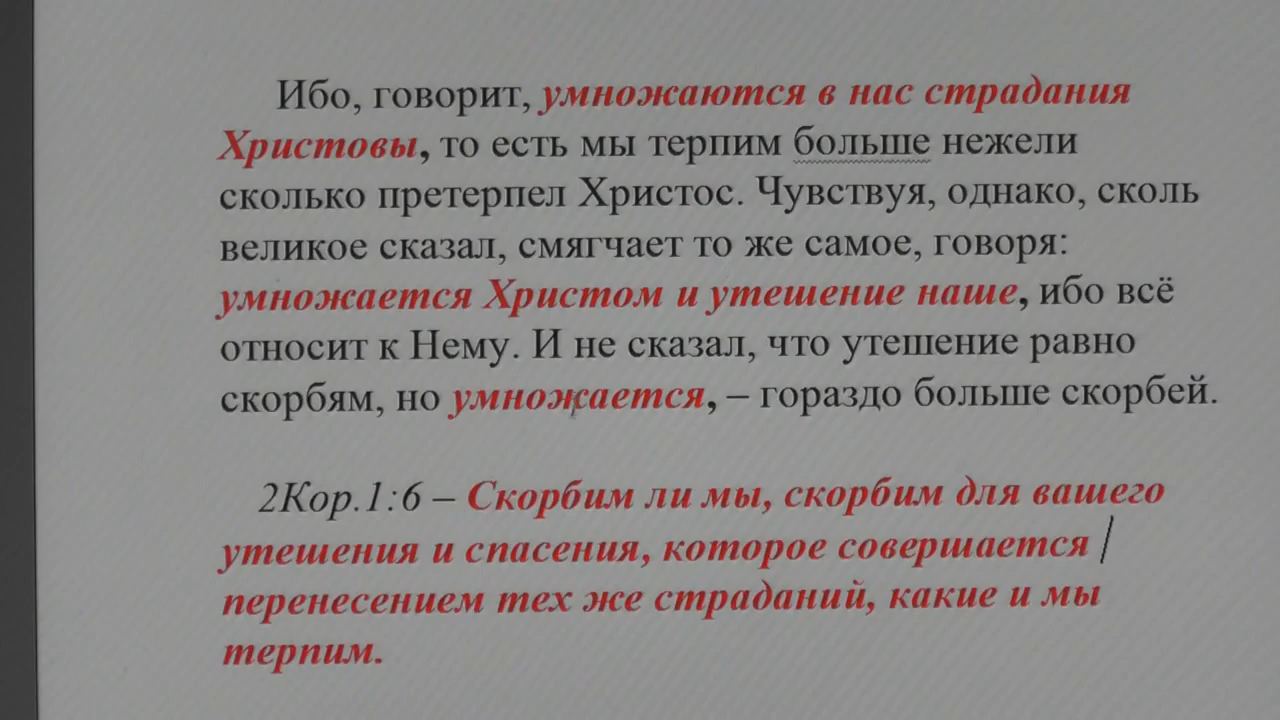 Ибо, говорит, умножаются в нас страдания
Христовы, то есть мы терпим больше нежели
сколько претерпел Христос. Чувствуя, однако, сколь
великое сказал, смягчает то же самое, говоря:
умножается Христом и утешение наше, ибо всё
относит к Нему. И не сказал, что утешение равно
скорбям, но умножается, – гораздо больше скорбей.
2Кор.1:6 – Скорбим ли мы, скорбим для вашего
утешения и спасения, которое совершается
перенесением тех же страданий, какие и мы
терпим.